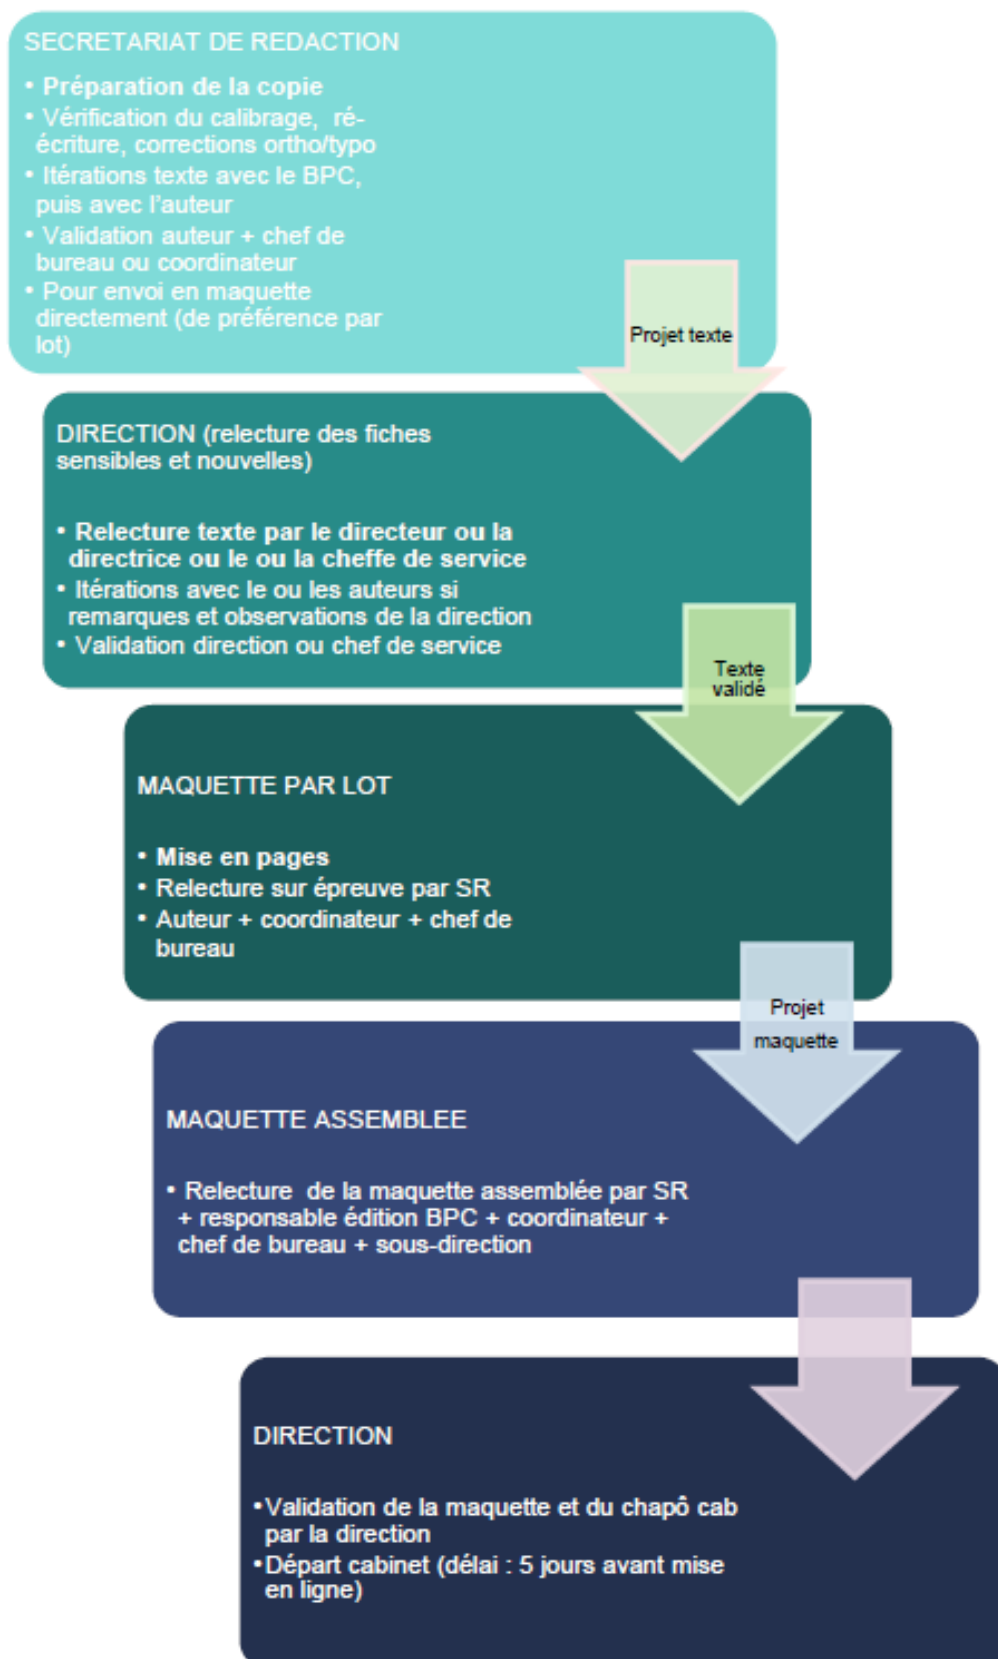 SECRETARIAT DE REDACTION
• Préparation de la copie
• Vérification du calibrage, ré-
écriture, corrections ortho/typo
• Itérations texte avec le BPC,
puis avec l'auteur
• Validation auteur + chef de
bureau ou coordinateur
• Pour envoi en maquette
directement (de préférence par
lot)
Projet texte
DIRECTION (relecture des fiches
sensibles et nouvelles)
• Relecture texte par le directeur ou la
directrice ou le ou la cheffe de service
• Itérations avec le ou les auteurs si
remarques et observations de la direction
• Validation direction ou chef de service
Texte
validé
MAQUETTE PAR LOT
• Mise en pages
• Relecture sur épreuve par SR
• Auteur + coordinateur + chef de
bureau
Projet
maquette
MAQUETTE ASSEMBLEE
• Relecture de la maquette assemblée par SR
+ responsable édition BPC + coordinateur +
chef de bureau + sous-direction
DIRECTION
• Validation de la maquette et du chapô cab
par la direction
• Départ cabinet (délai : 5 jours avant mise
en ligne)